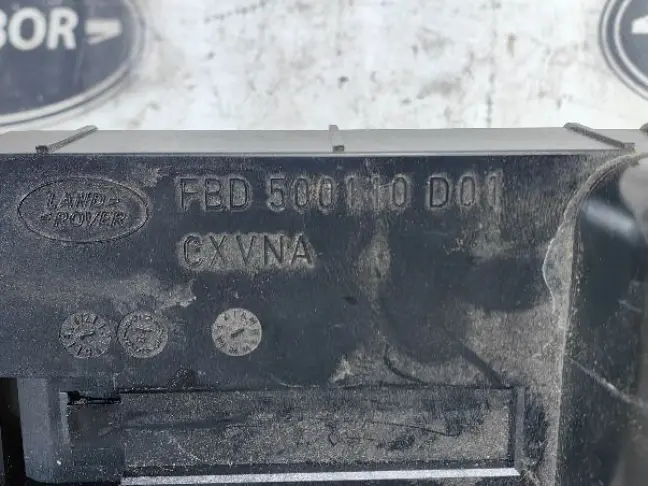 BOR
LAND-
ROVER
FBD 500110 D01
CXVNA